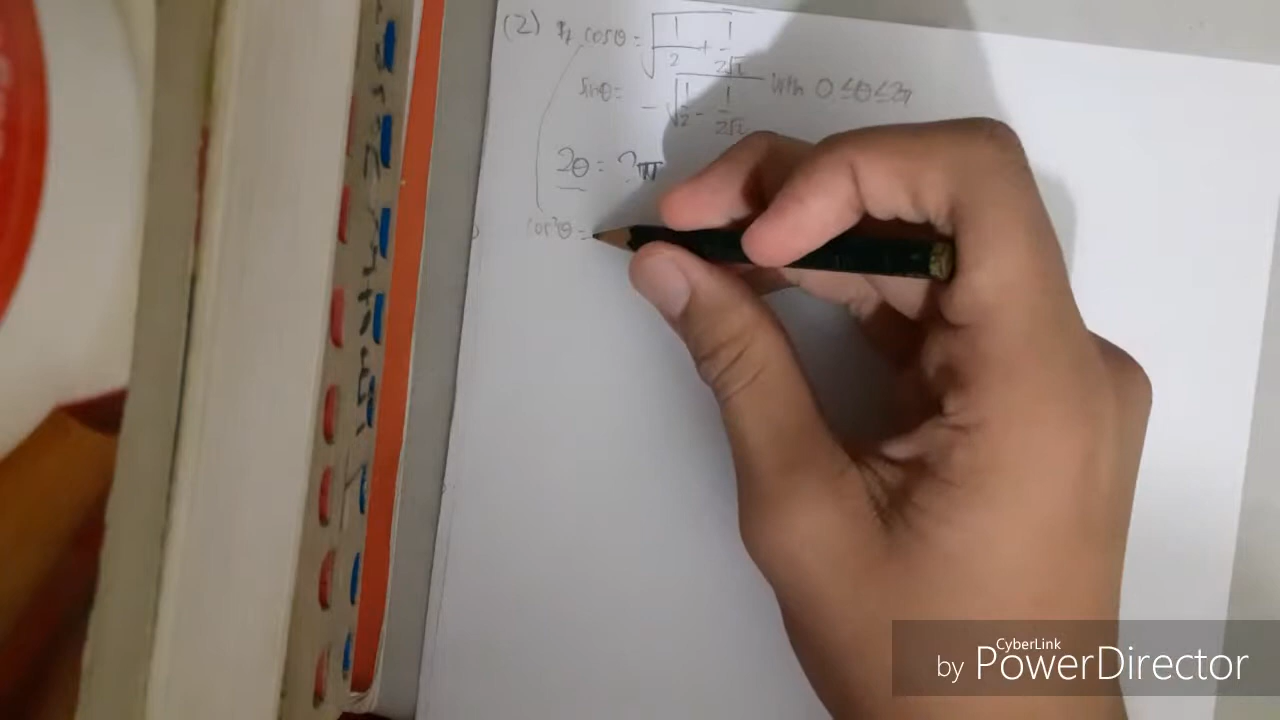 (2) If cosθ = √(1/2 + 1/(2√2))
sinθ = -√(1/2 - 1/(2√2)) with 0 ≤ θ ≤ 2π
2θ = ?π
cos²θ =
CyberLink
by PowerDirector